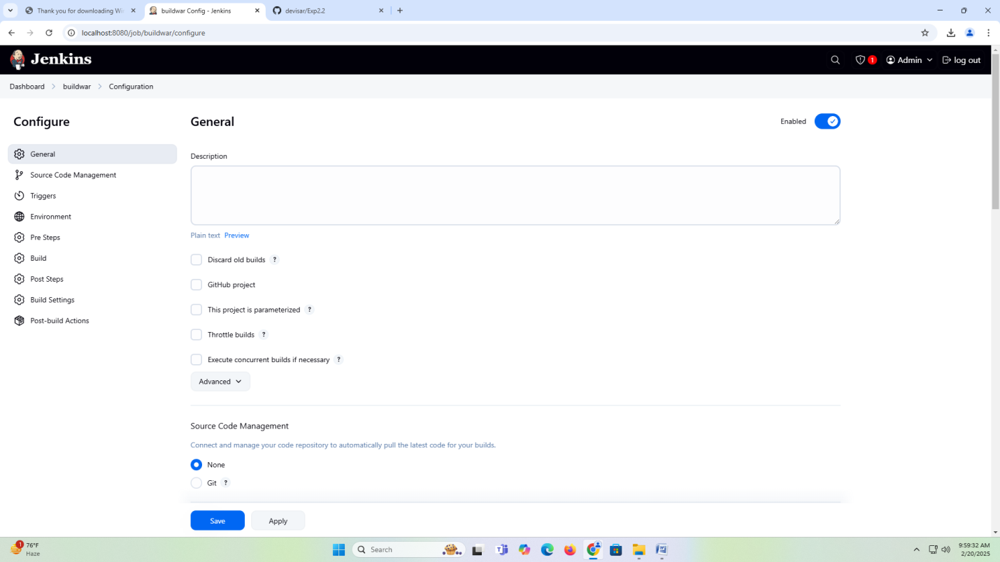 Thank you for downloading Wi
buildwar Config - Jenkins
devisar/Exp2.2
localhost:8080/job/buildwar/configure
Jenkins
1
Admin
log out
Dashboard
buildwar
Configuration
Configure
General
Source Code Management
Triggers
Environment
Pre Steps
Build
Post Steps
Build Settings
Post-build Actions
General
Enabled
Description
Plain text Preview
Discard old builds ?
GitHub project
This project is parameterized ?
Throttle builds ?
Execute concurrent builds if necessary ?
Advanced
Source Code Management
Connect and manage your code repository to automatically pull the latest code for your builds.
None
Git ?
Save
Apply
1
76°F
Haze
Search
9:59:32 AM
2/20/2025